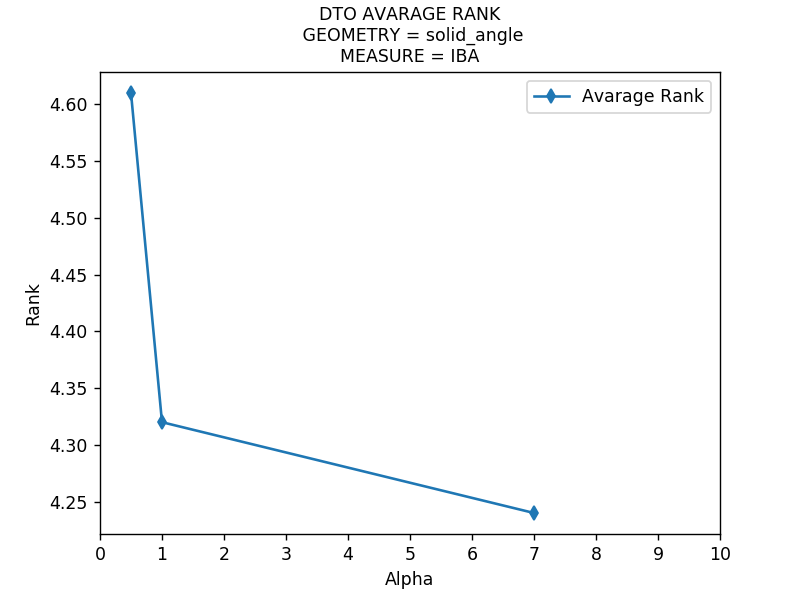 DTO AVARAGE RANK
GEOMETRY = solid_angle
MEASURE = IBA
Avarage Rank
Rank
4.60
4.55
4.50
4.45
4.40
4.35
4.30
4.25
0 1 2 3 4 5 6 7 8 9 10
Alpha